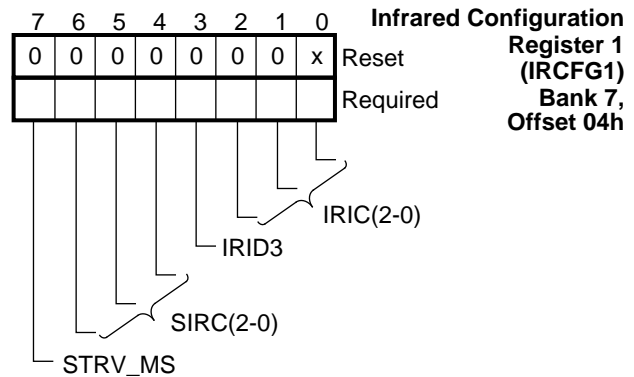 7 6 5 4 3 2 1 0
Infrared Configuration
Register 1
(IRCFG1)
Bank 7,
Offset 04h
0 0 0 0 0 0 0 x Reset
Required
IRIC(2-0)
IRID3
SIRC(2-0)
STRV_MS